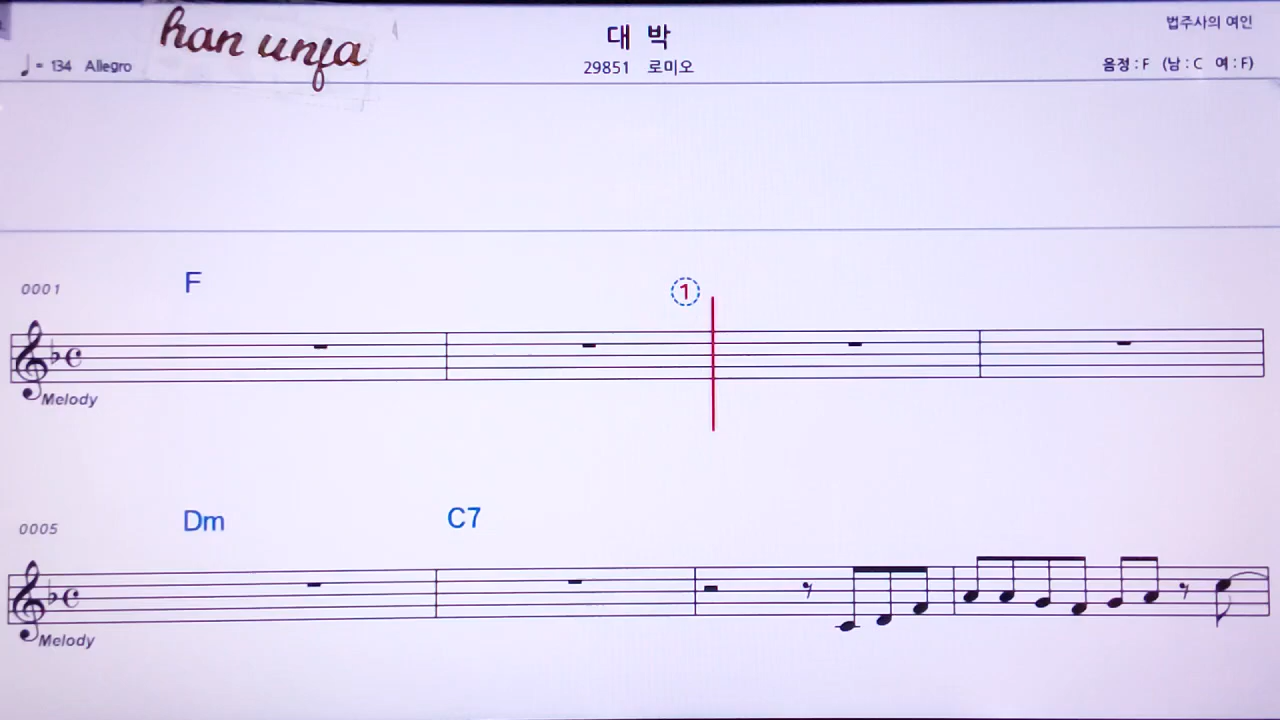 han unfa
대 박
법주사의 여인
♩= 134 Allegro
29851 로미오
음정 : F (남 : C 여 : F)
0001
F
1
Melody
0005
Dm
C7
Melody